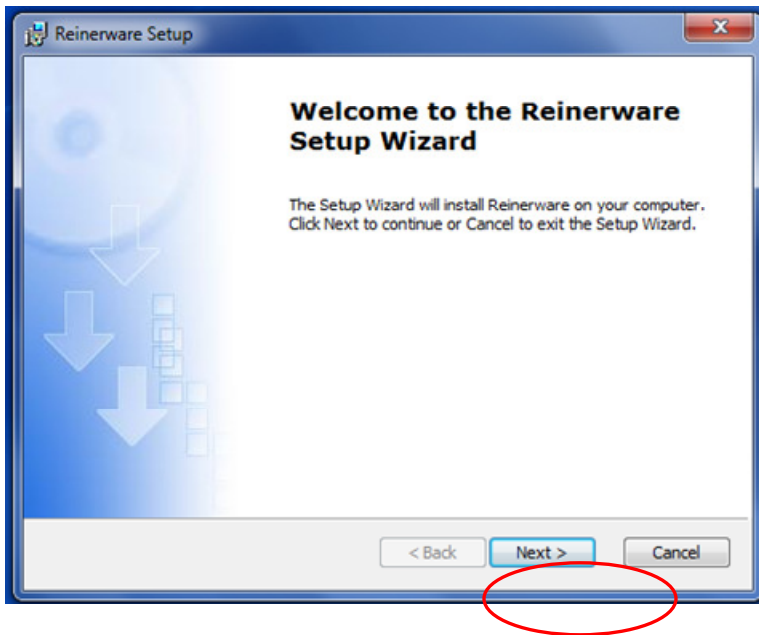 Reinerware Setup
Welcome to the Reinerware
Setup Wizard
The Setup Wizard will install Reinerware on your computer.
Click Next to continue or Cancel to exit the Setup Wizard.
< Back Next > Cancel